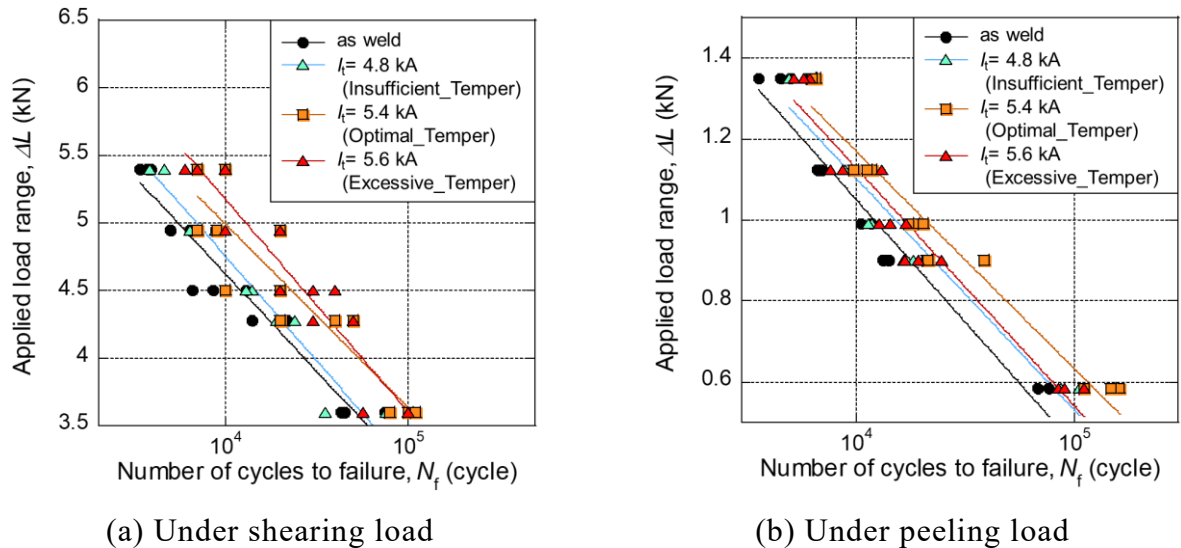 6.5
6
5.5
5
4.5
4
3.5
Applied load range, ΔL (kN)
10⁴
10⁵
Number of cycles to failure, Nf (cycle)
as weld
It= 4.8 kA
(Insufficient_Temper)
It= 5.4 kA
(Optimal_Temper)
It= 5.6 kA
(Excessive_Temper)
(a) Under shearing load
1.4
1.2
1
0.8
0.6
Applied load range, ΔL (kN)
10⁴
10⁵
Number of cycles to failure, Nf (cycle)
as weld
It= 4.8 kA
(Insufficient_Temper)
It= 5.4 kA
(Optimal_Temper)
It= 5.6 kA
(Excessive_Temper)
(b) Under peeling load